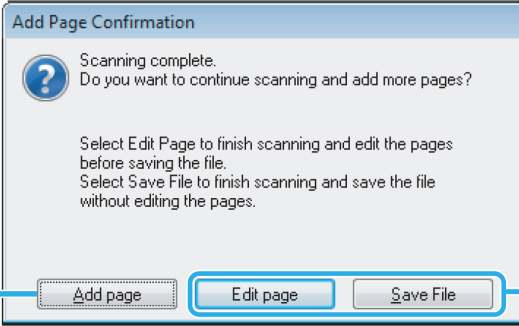 Add Page Confirmation
Scanning complete.
Do you want to continue scanning and add more pages?
Select Edit Page to finish scanning and edit the pages
before saving the file.
Select Save File to finish scanning and save the file
without editing the pages.
Add page Edit page Save File